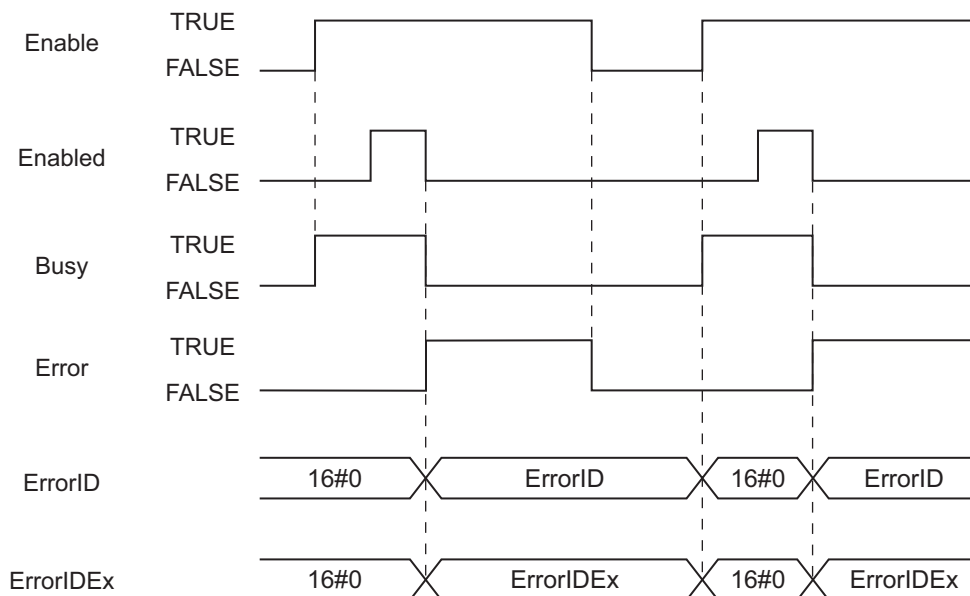 Enable
TRUE
FALSE
Enabled
TRUE
FALSE
Busy
TRUE
FALSE
Error
TRUE
FALSE
ErrorID 16#0 ErrorID 16#0 ErrorID
ErrorIDEx 16#0 ErrorIDEx 16#0 ErrorIDEx